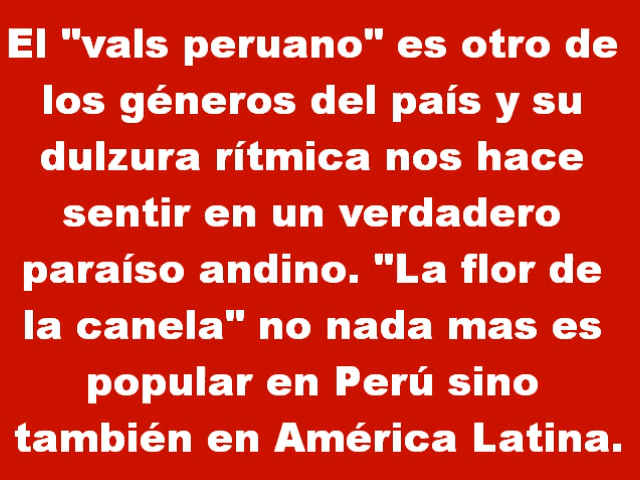 El "vals peruano" es otro de
los géneros del país y su
dulzura rítmica nos hace
sentir en un verdadero
paraíso andino. "La flor de
la canela" no nada mas es
popular en Perú sino
también en América Latina.